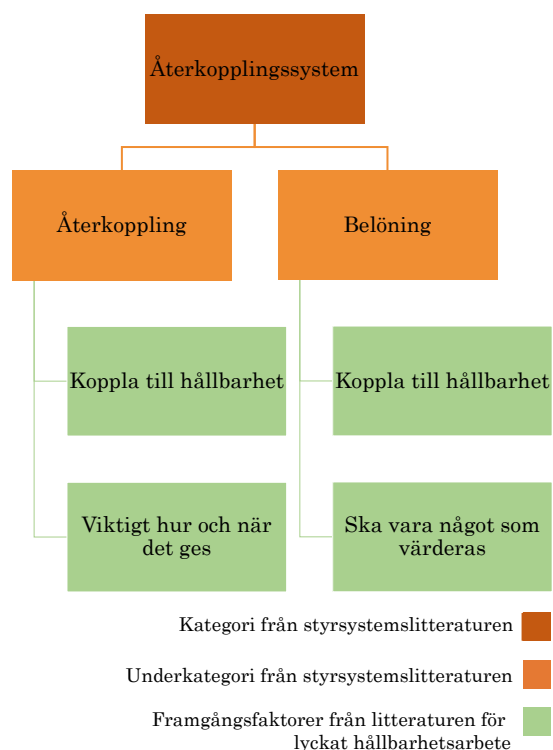 Återkopplingssystem
Återkoppling
Belöning
Koppla till hållbarhet
Koppla till hållbarhet
Viktigt hur och när
det ges
Ska vara något som
värderas
Kategori från styrsystemslitteraturen
Underkategori från styrsystemslitteraturen
Framgångsfaktorer från litteraturen för
lyckat hållbarhetsarbete